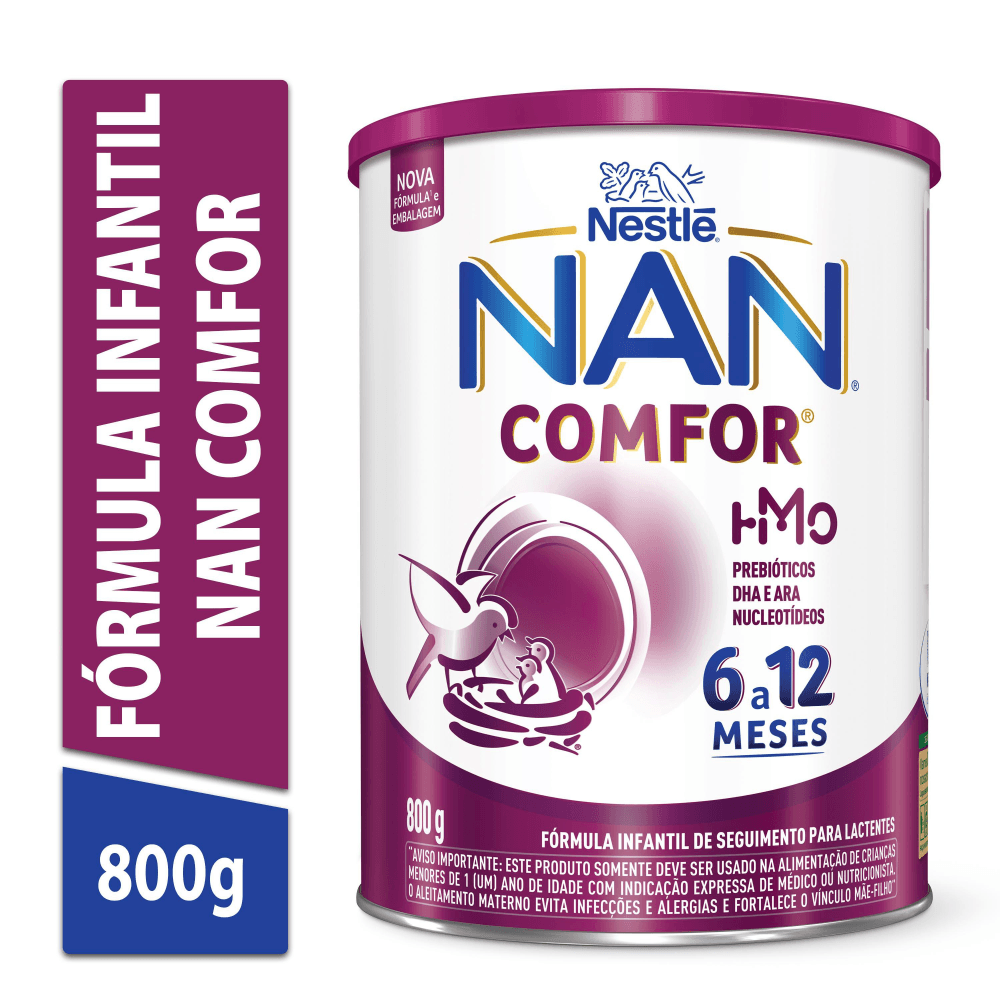 FÓRMULA INFANTIL
NAN COMFOR
800g
NOVA
FÓRMULA¹ e
EMBALAGEM
Nestlé®
NAN®
COMFOR®
HMO
PREBIÓTICOS
DHA E ARA
NUCLEOTÍDEOS
6 a 12
MESES
800 g
FÓRMULA INFANTIL DE SEGUIMENTO PARA LACTENTES
"AVISO IMPORTANTE: ESTE PRODUTO SOMENTE DEVE SER USADO NA ALIMENTAÇÃO DE CRIANÇAS
MENORES DE 1 (UM) ANO DE IDADE COM INDICAÇÃO EXPRESSA DE MÉDICO OU NUTRICIONISTA.
O ALEITAMENTO MATERNO EVITA INFECÇÕES E ALERGIAS E FORTALECE O VÍNCULO MÃE-FILHO"